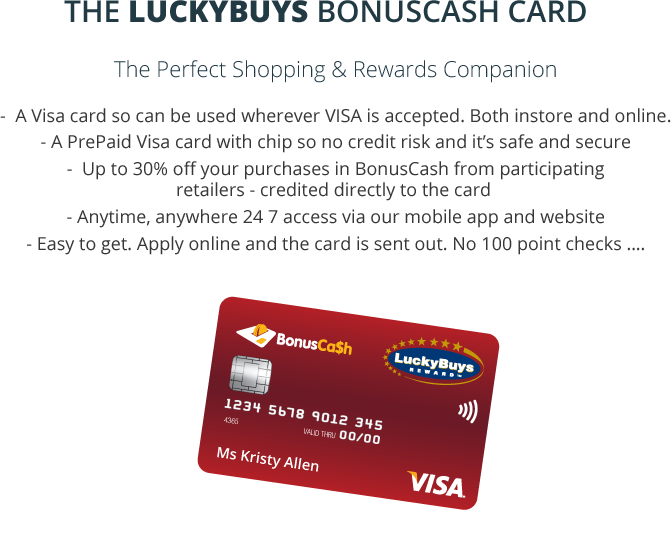 THE LUCKYBUYS BONUSCASH CARD
The Perfect Shopping & Rewards Companion
-  A Visa card so can be used wherever VISA is accepted. Both instore and online.
- A PrePaid Visa card with chip so no credit risk and it’s safe and secure
-  Up to 30% off your purchases in BonusCash from participating
retailers - credited directly to the card
- Anytime, anywhere 24 7 access via our mobile app and website
- Easy to get. Apply online and the card is sent out. No 100 point checks ....
BonusCa$h
LuckyBuys
REWARD™
1234 5678 9012 345
4365
VALID THRU 00/00
Ms Kristy Allen
VISA